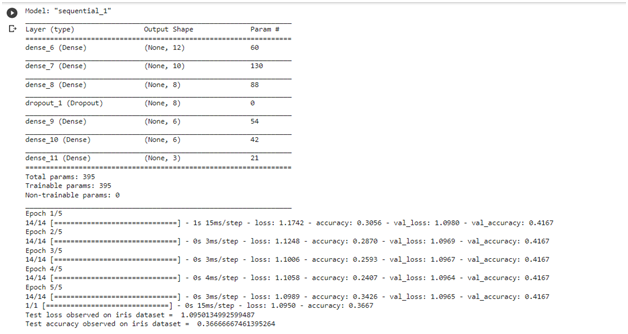 Model: "sequential_1"
Layer (type) Output Shape Param #
dense_6 (Dense) (None, 12) 60
dense_7 (Dense) (None, 10) 130
dense_8 (Dense) (None, 8) 88
dropout_1 (Dropout) (None, 8) 0
dense_9 (Dense) (None, 6) 54
dense_10 (Dense) (None, 6) 42
dense_11 (Dense) (None, 3) 21
Total params: 395
Trainable params: 395
Non-trainable params: 0
Epoch 1/5
14/14 [==============================] - 1s 15ms/step - loss: 1.1742 - accuracy: 0.3056 - val_loss: 1.0980 - val_accuracy: 0.4167
Epoch 2/5
14/14 [==============================] - 0s 3ms/step - loss: 1.1248 - accuracy: 0.2870 - val_loss: 1.0969 - val_accuracy: 0.4167
Epoch 3/5
14/14 [==============================] - 0s 3ms/step - loss: 1.1006 - accuracy: 0.2593 - val_loss: 1.0967 - val_accuracy: 0.4167
Epoch 4/5
14/14 [==============================] - 0s 4ms/step - loss: 1.1058 - accuracy: 0.2407 - val_loss: 1.0964 - val_accuracy: 0.4167
Epoch 5/5
14/14 [==============================] - 0s 3ms/step - loss: 1.0989 - accuracy: 0.3426 - val_loss: 1.0965 - val_accuracy: 0.4167
1/1 [==============================] - 0s 15ms/step - loss: 1.0950 - accuracy: 0.3667
Test loss observed on iris dataset = 1.0950134992599487
Test accuracy observed on iris dataset = 0.36666667461395264